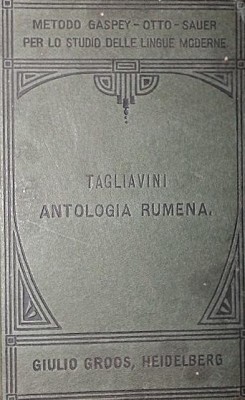 METODO GASPEY-OTTO-SAUER
PER LO STUDIO DELLE LINGUE MODERNE
TAGLIAVINI
ANTOLOGIA RUMENA.
GIULIO GROOS, HEIDELBERG